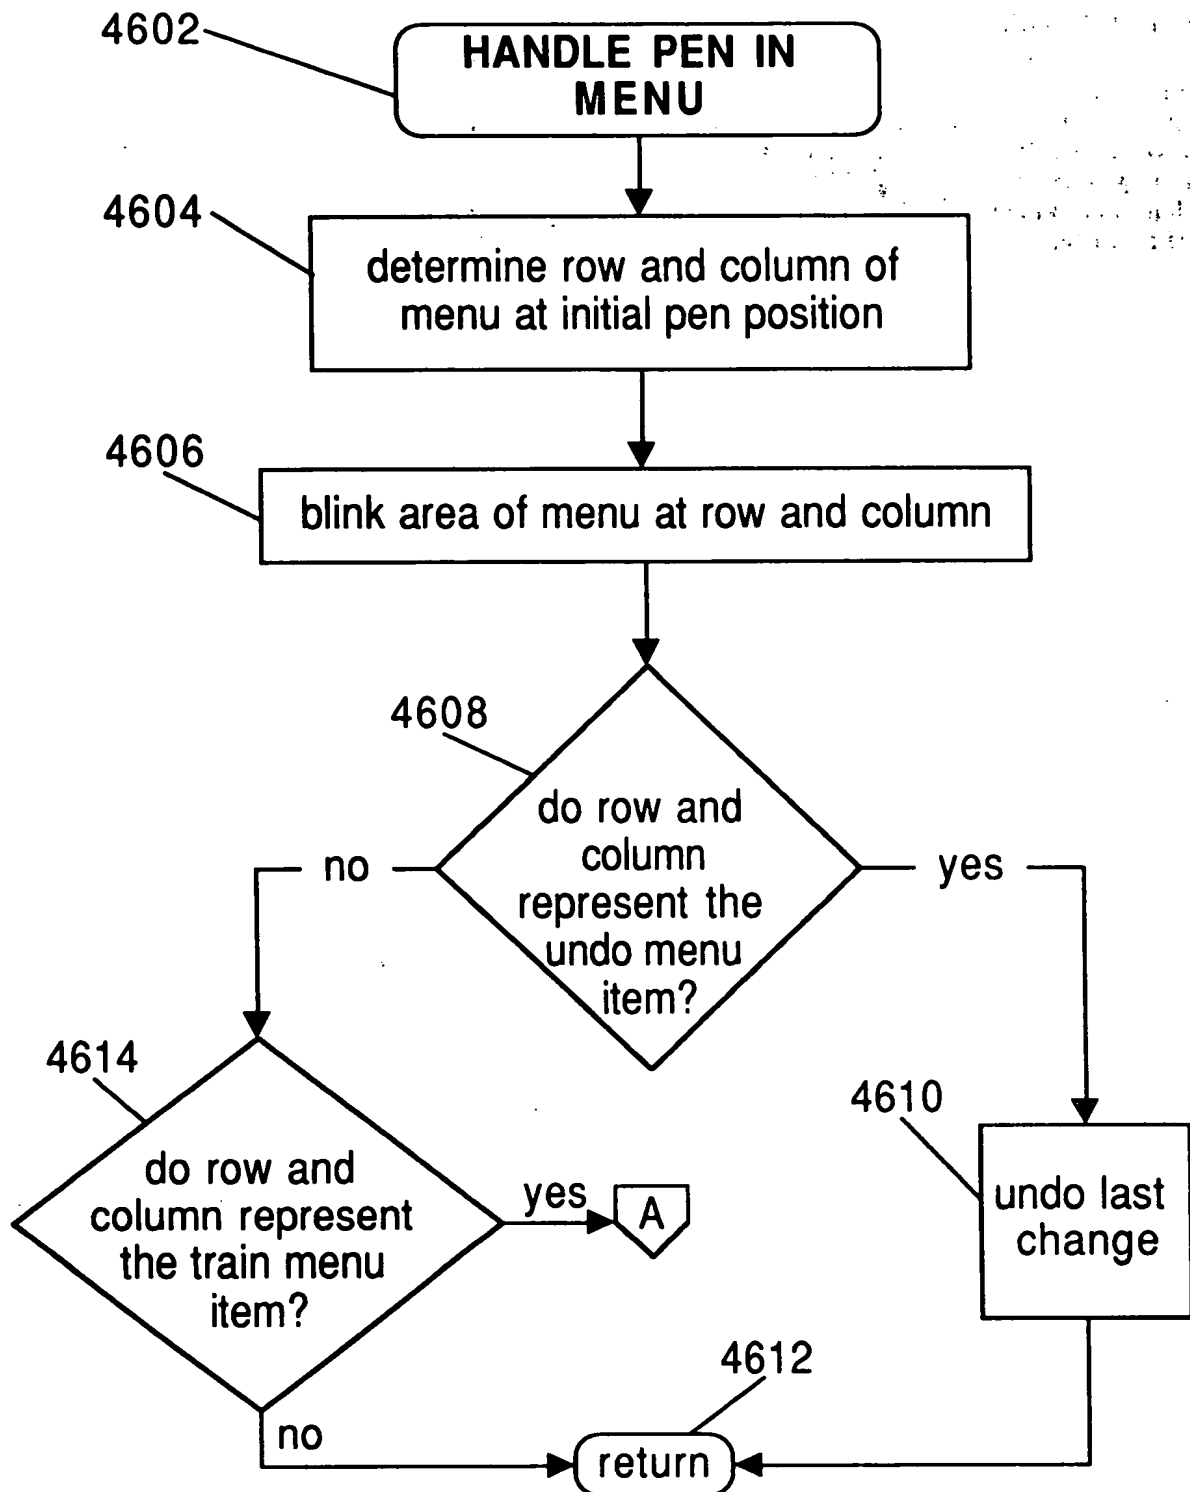 4602
HANDLE PEN IN
MENU
4604
determine row and column of
menu at initial pen position
4606
blink area of menu at row and column
4608
do row and
column
represent the
undo menu
item?
no
yes
4614
do row and
column represent
the train menu
item?
yes
A
4610
undo last
change
4612
no
return